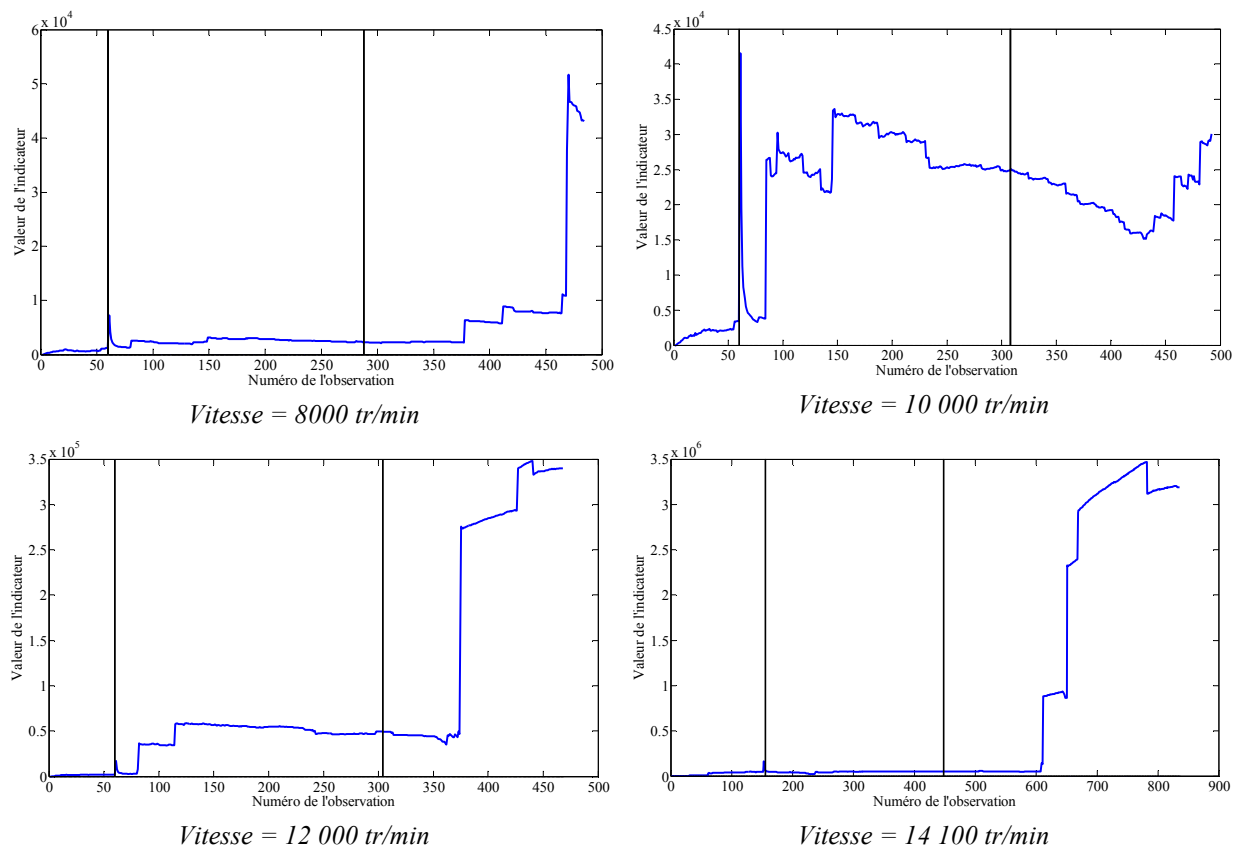 x 10^4
6
5
4
3
2
1
0
Valeur de l'indicateur
0 50 100 150 200 250 300 350 400 450 500
Numéro de l'observation
Vitesse = 8000 tr/min
x 10^4
4.5
4
3.5
3
2.5
2
1.5
1
0.5
0
Valeur de l'indicateur
0 50 100 150 200 250 300 350 400 450 500
Numéro de l'observation
Vitesse = 10 000 tr/min
x 10^5
3.5
3
2.5
2
1.5
1
0.5
0
Valeur de l'indicateur
0 50 100 150 200 250 300 350 400 450 500
Numéro de l'observation
Vitesse = 12 000 tr/min
x 10^6
3.5
3
2.5
2
1.5
1
0.5
0
Valeur de l'indicateur
0 100 200 300 400 500 600 700 800 900
Numéro de l'observation
Vitesse = 14 100 tr/min